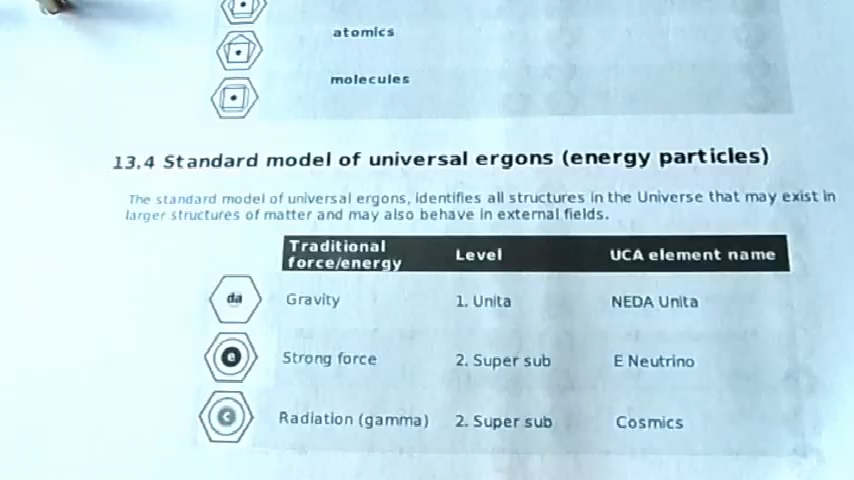 atomics
molecules
13.4 Standard model of universal ergons (energy particles)
The standard model of universal ergons, identifies all structures in the Universe that may exist in
larger structures of matter and may also behave in external fields.
Traditional force/energy Level UCA element name
da Gravity 1. Unita NEDA Unita
e Strong force 2. Super sub E Neutrino
c Radiation (gamma) 2. Super sub Cosmics